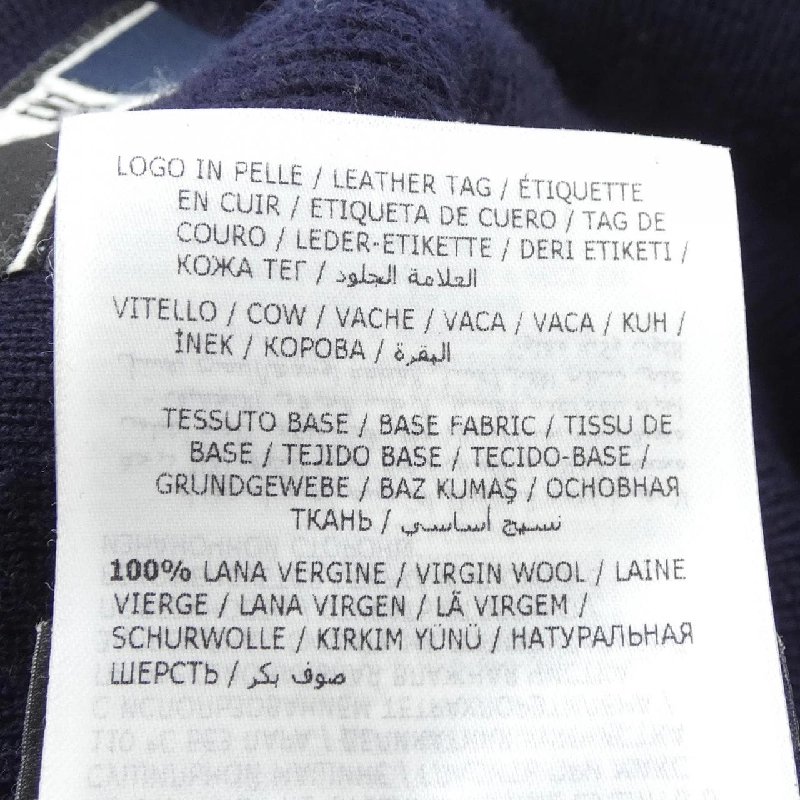 LOGO IN PELLE / LEATHER TAG / ÉTIQUETTE
EN CUIR / ETIQUETA DE CUERO / TAG DE
COURO / LEDER-ETIKETTE / DERI ETIKETI /
КОЖА ТЕГ / العلامة الجلود
VITELLO / COW / VACHE / VACA / VACA / KUH /
İNEK / КОРОВА / البقرة
TESSUTO BASE / BASE FABRIC / TISSU DE
BASE / TEJIDO BASE / TECIDO-BASE /
GRUNDGEWEBE / BAZ KUMAŞ / ОСНОВНАЯ
ТКАНЬ / نسيج أساسي
100% LANA VERGINE / VIRGIN WOOL / LAINE
VIERGE / LANA VIRGEN / LÃ VIRGEM /
SCHURWOLLE / KIRKIM YÜNÜ / НАТУРАЛЬНАЯ
ШЕРСТЬ / صوف بكر